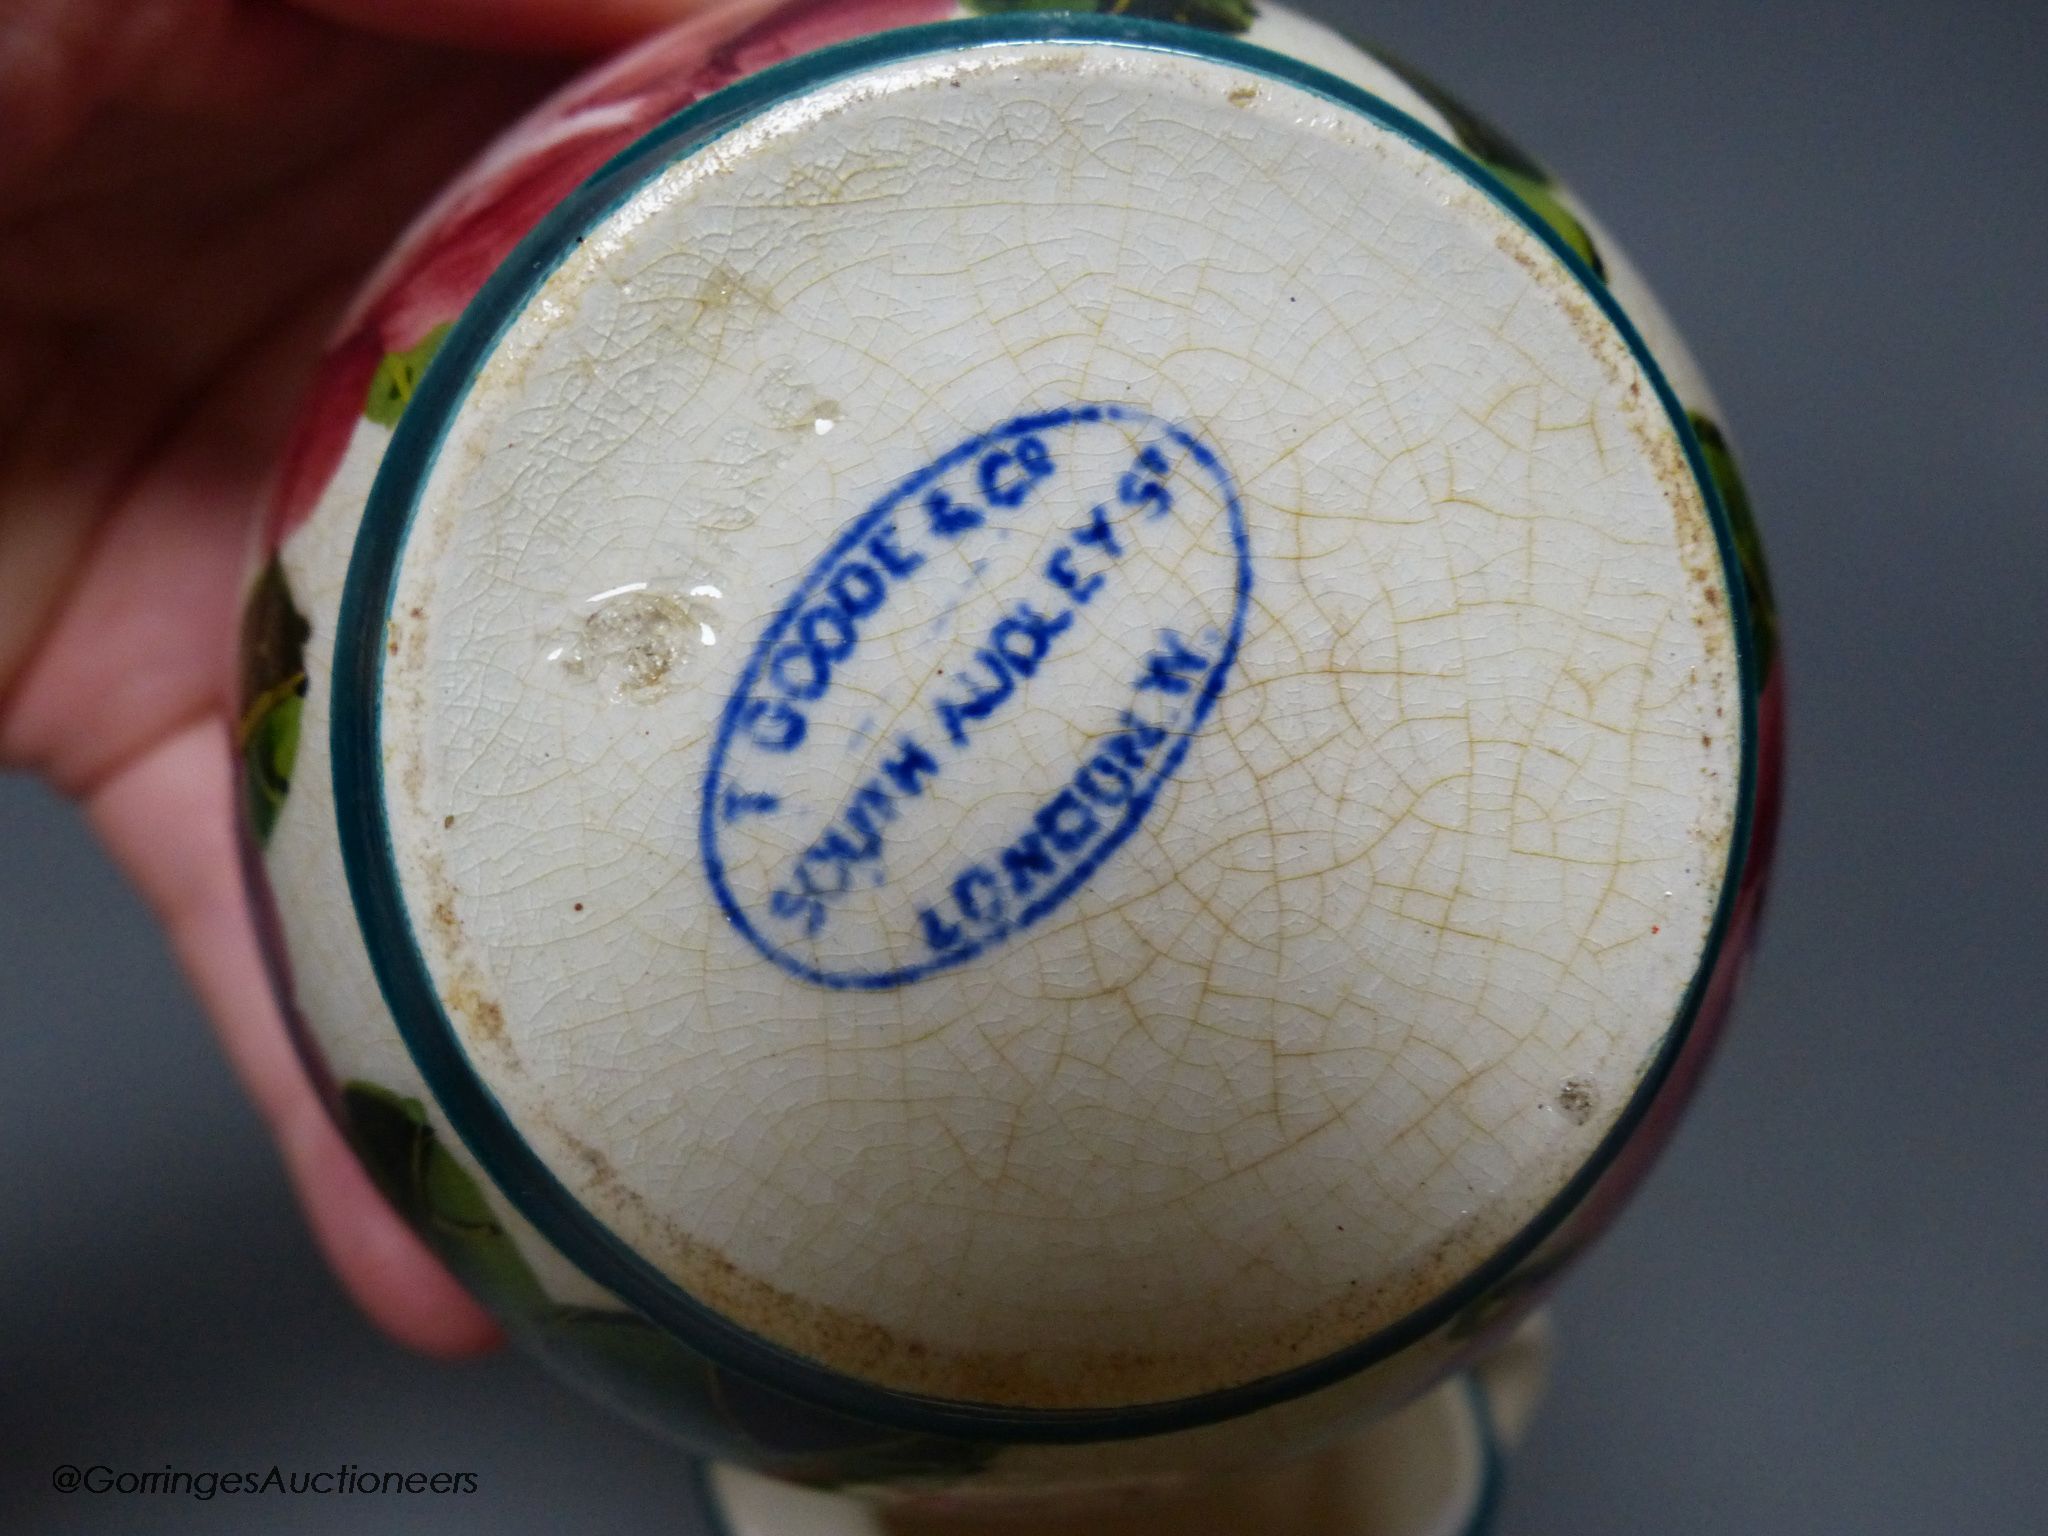 T GOODE & CO
SOUTH AUDLEY ST
LONDON. W.
@GorringesAuctioneers